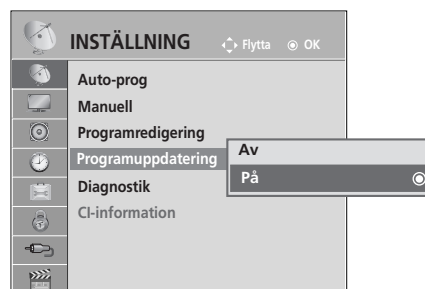 INSTÄLLNING Flytta OK
Auto-prog
Manuell
Programredigering
Programuppdatering
Av
På
Diagnostik
CI-information